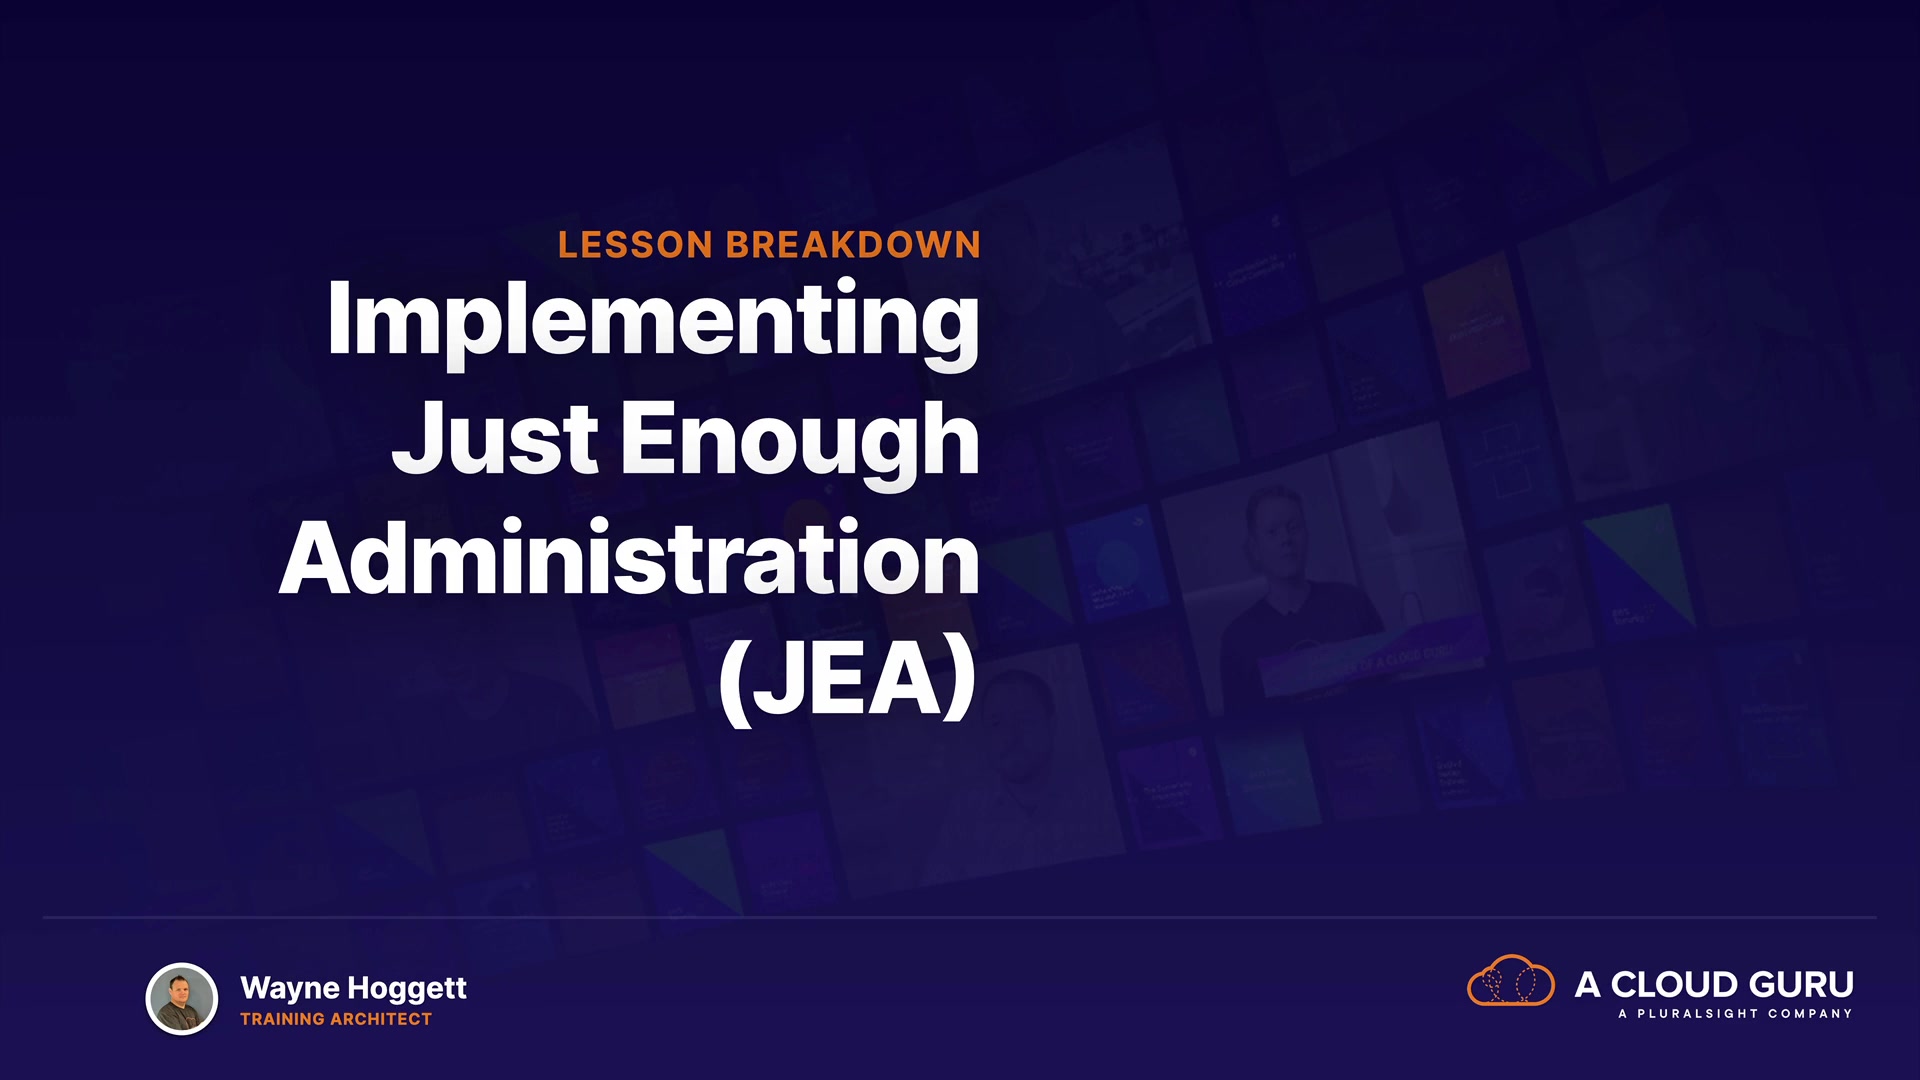 LESSON BREAKDOWN
Implementing
Just Enough
Administration
(JEA)
Wayne Hoggett
TRAINING ARCHITECT
A CLOUD GURU
A PLURALSIGHT COMPANY